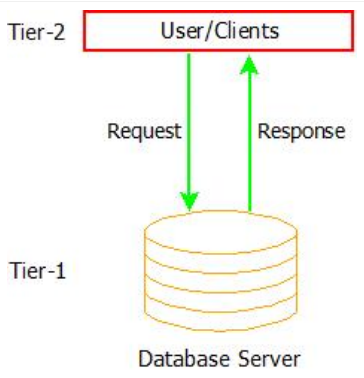 Tier-2 User/Clients
Request Response
Tier-1
Database Server